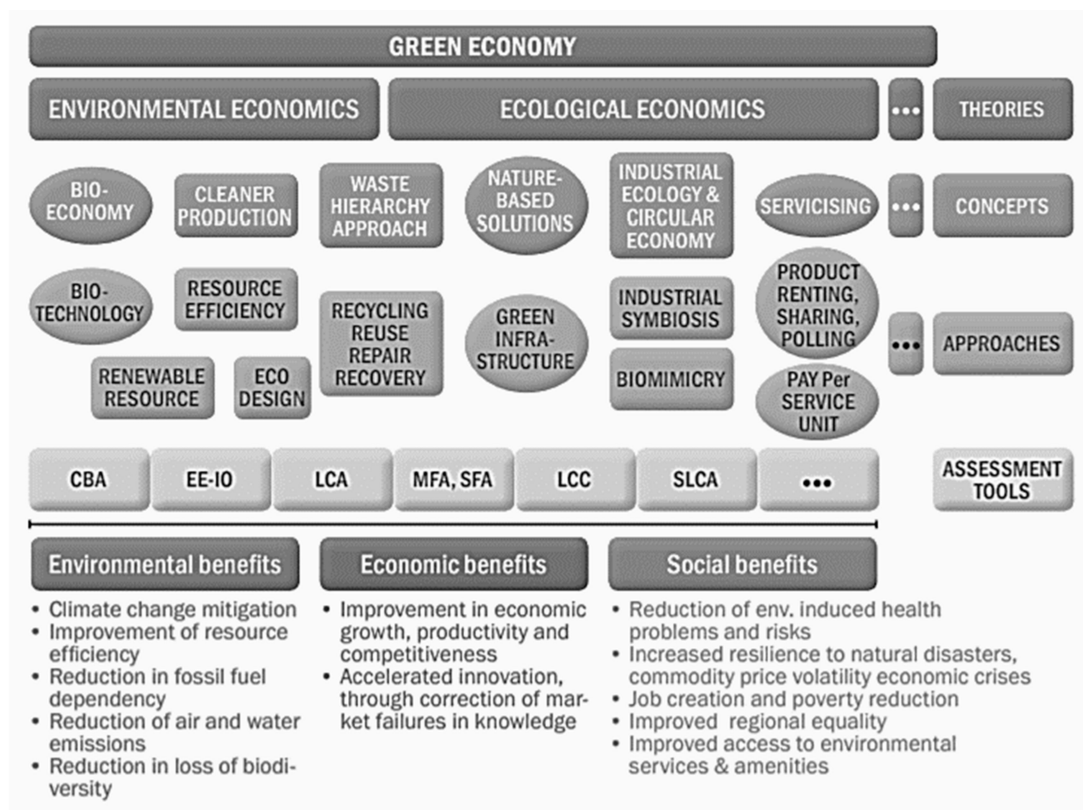 GREEN ECONOMY
ENVIRONMENTAL ECONOMICS
ECOLOGICAL ECONOMICS
•••
THEORIES
BIO-
ECONOMY
CLEANER
PRODUCTION
WASTE
HIERARCHY
APPROACH
NATURE-
BASED
SOLUTIONS
INDUSTRIAL
ECOLOGY &
CIRCULAR
ECONOMY
SERVICISING
•••
CONCEPTS
BIO-
TECHNOLOGY
RESOURCE
EFFICIENCY
RENEWABLE
RESOURCE
ECO
DESIGN
RECYCLING
REUSE
REPAIR
RECOVERY
GREEN
INFRA-
STRUCTURE
INDUSTRIAL
SYMBIOSIS
BIOMIMICRY
PRODUCT
RENTING,
SHARING,
POLLING
PAY Per
SERVICE
UNIT
•••
APPROACHES
CBA
EE-IO
LCA
MFA, SFA
LCC
SLCA
•••
ASSESSMENT
TOOLS
Environmental benefits
• Climate change mitigation
• Improvement of resource
efficiency
• Reduction in fossil fuel
dependency
• Reduction of air and water
emissions
• Reduction in loss of biodi-
versity
Economic benefits
• Improvement in economic
growth, productivity and
competitiveness
• Accelerated innovation,
through correction of mar-
ket failures in knowledge
Social benefits
• Reduction of env. induced health
problems and risks
• Increased resilience to natural disasters,
commodity price volatility economic crises
• Job creation and poverty reduction
• Improved regional equality
• Improved access to environmental
services & amenities